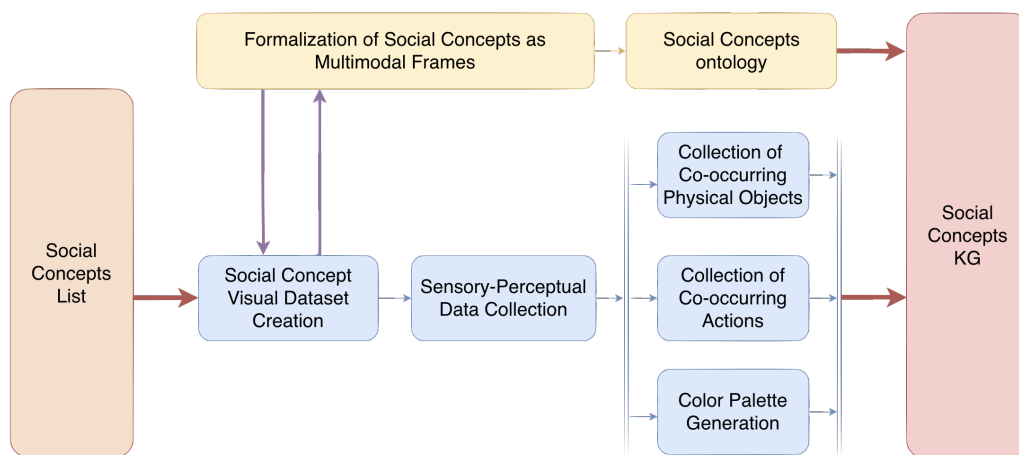 Formalization of Social Concepts as
Multimodal Frames
Social Concepts
ontology
Social
Concepts
List
Social Concept
Visual Dataset
Creation
Sensory-Perceptual
Data Collection
Collection of
Co-occurring
Physical Objects
Collection of
Co-occurring
Actions
Color Palette
Generation
Social
Concepts
KG